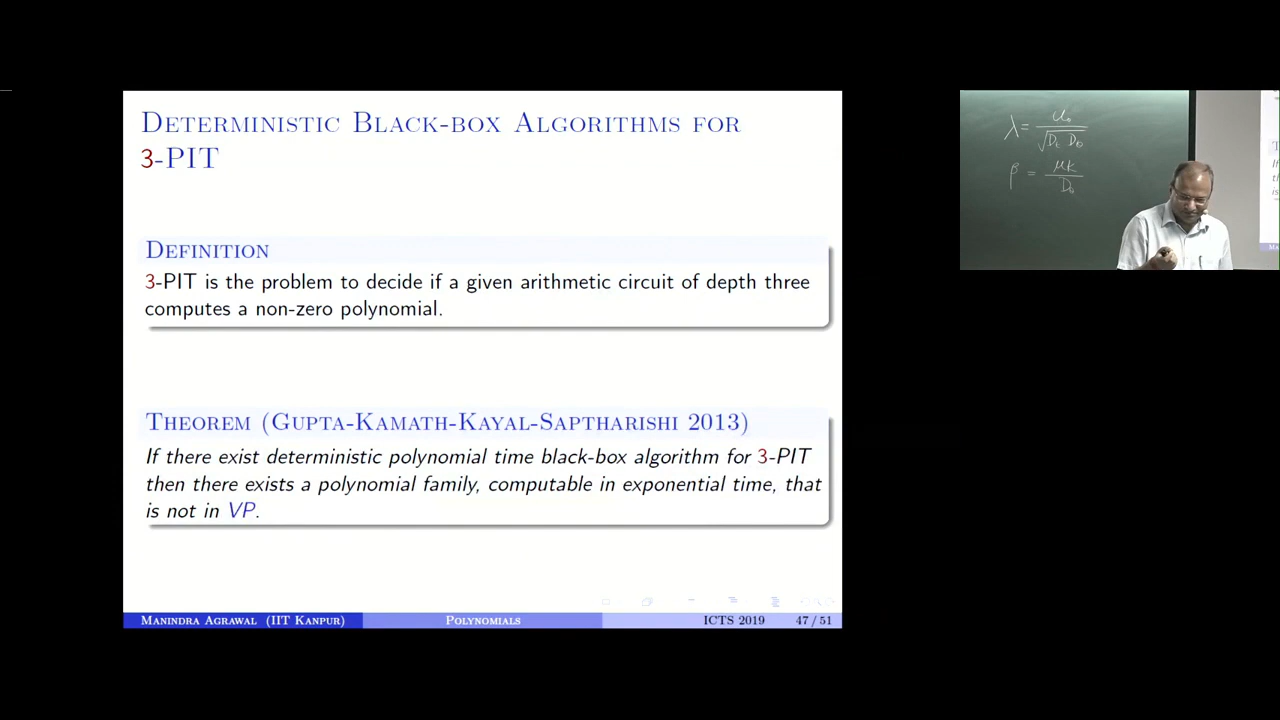 DETERMINISTIC BLACK-BOX ALGORITHMS FOR
3-PIT
DEFINITION
3-PIT is the problem to decide if a given arithmetic circuit of depth three
computes a non-zero polynomial.
THEOREM (GUPTA-KAMATH-KAYAL-SAPTHARISHI 2013)
If there exist deterministic polynomial time black-box algorithm for 3-PIT
then there exists a polynomial family, computable in exponential time, that
is not in VP.
MANINDRA AGRAWAL (IIT KANPUR) POLYNOMIALS ICTS 2019 47 / 51
λ =
β = μK